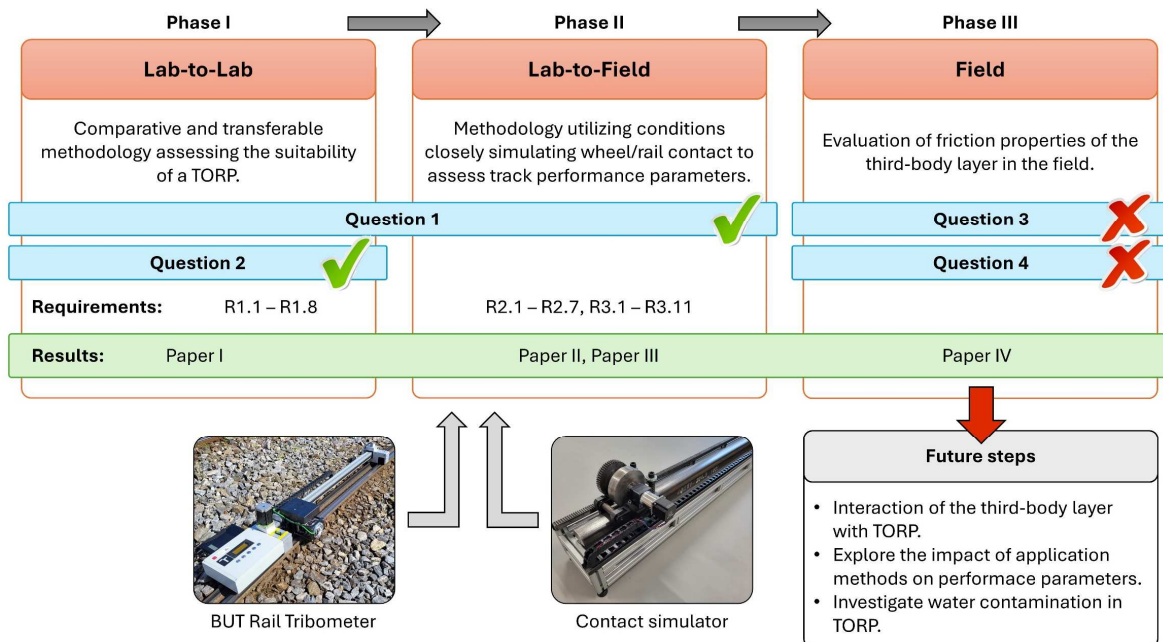 Phase I
Phase II
Phase III
Lab-to-Lab
Lab-to-Field
Field
Comparative and transferable
methodology assessing the suitability
of a TORP.
Methodology utilizing conditions
closely simulating wheel/rail contact to
assess track performance parameters.
Evaluation of friction properties of the
third-body layer in the field.
Question 1
Question 3
Question 2
Question 4
Requirements: R1.1 – R1.8
R2.1 – R2.7, R3.1 – R3.11
Results: Paper I
Paper II, Paper III
Paper IV
BUT Rail Tribometer
Contact simulator
Future steps
• Interaction of the third-body layer
with TORP.
• Explore the impact of application
methods on performace parameters.
• Investigate water contamination in
TORP.